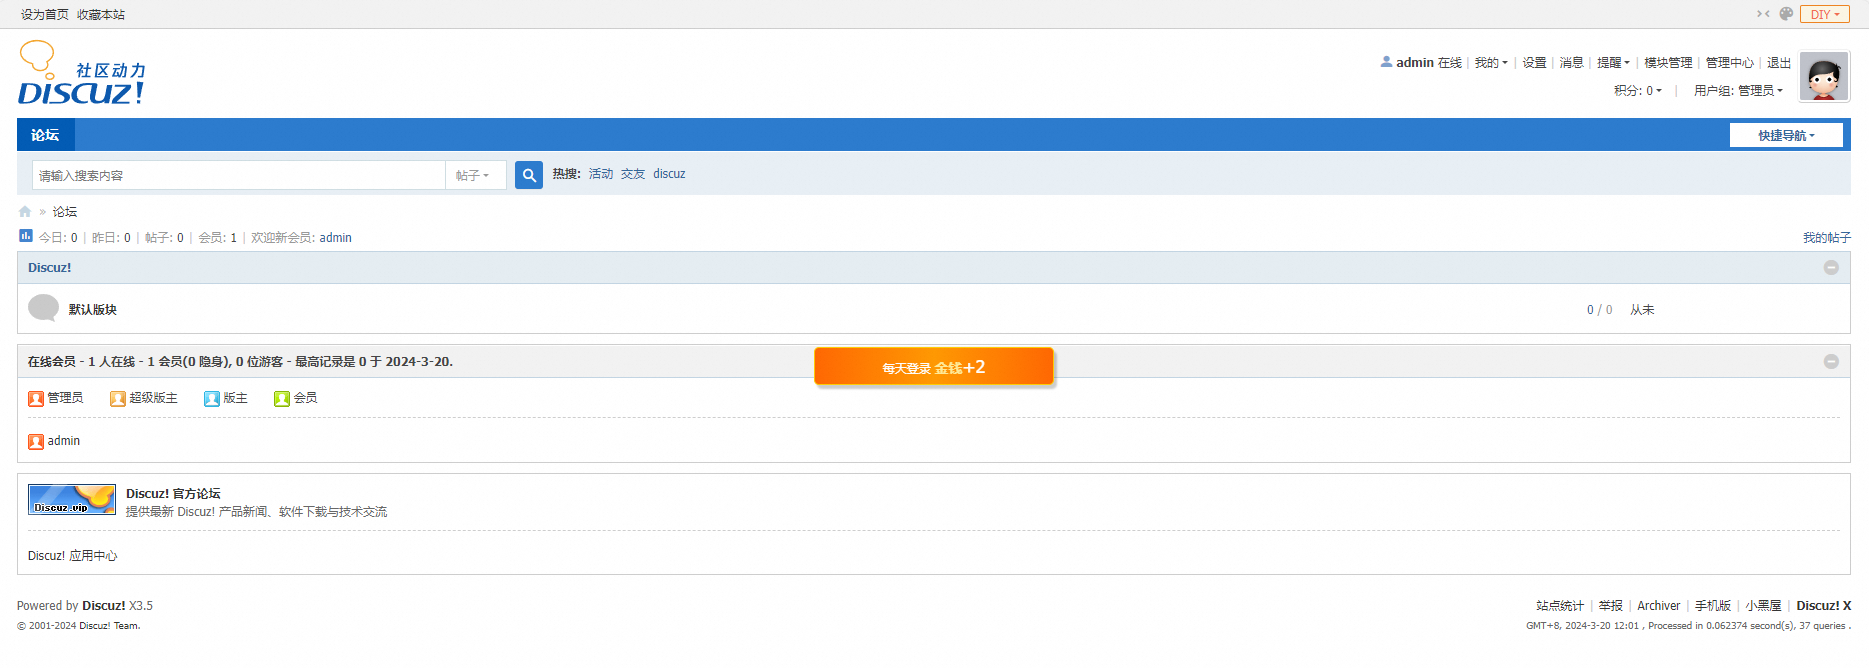 设为首页 收藏本站
DIY
社区动力
DISCUZ!
admin 在线 | 我的 | 设置 | 消息 | 提醒 | 模块管理 | 管理中心 | 退出
积分: 0 | 用户组: 管理员
论坛
快捷导航
请输入搜索内容
帖子
热搜: 活动 交友 discuz
» 论坛
今日: 0 | 昨日: 0 | 帖子: 0 | 会员: 1 | 欢迎新会员: admin
我的帖子
Discuz!
默认版块
0 / 0
从未
在线会员 - 1 人在线 - 1 会员(0 隐身), 0 位游客 - 最高记录是 0 于 2024-3-20.
每天登录 金钱+2
管理员 超级版主 版主 会员
admin
Discuz.vip
Discuz! 官方论坛
提供最新 Discuz! 产品新闻、软件下载与技术交流
Discuz! 应用中心
Powered by Discuz! X3.5
站点统计 | 举报 | Archiver | 手机版 | 小黑屋 | Discuz! X
© 2001-2024 Discuz! Team.
GMT+8, 2024-3-20 12:01 , Processed in 0.062374 second(s), 37 queries .